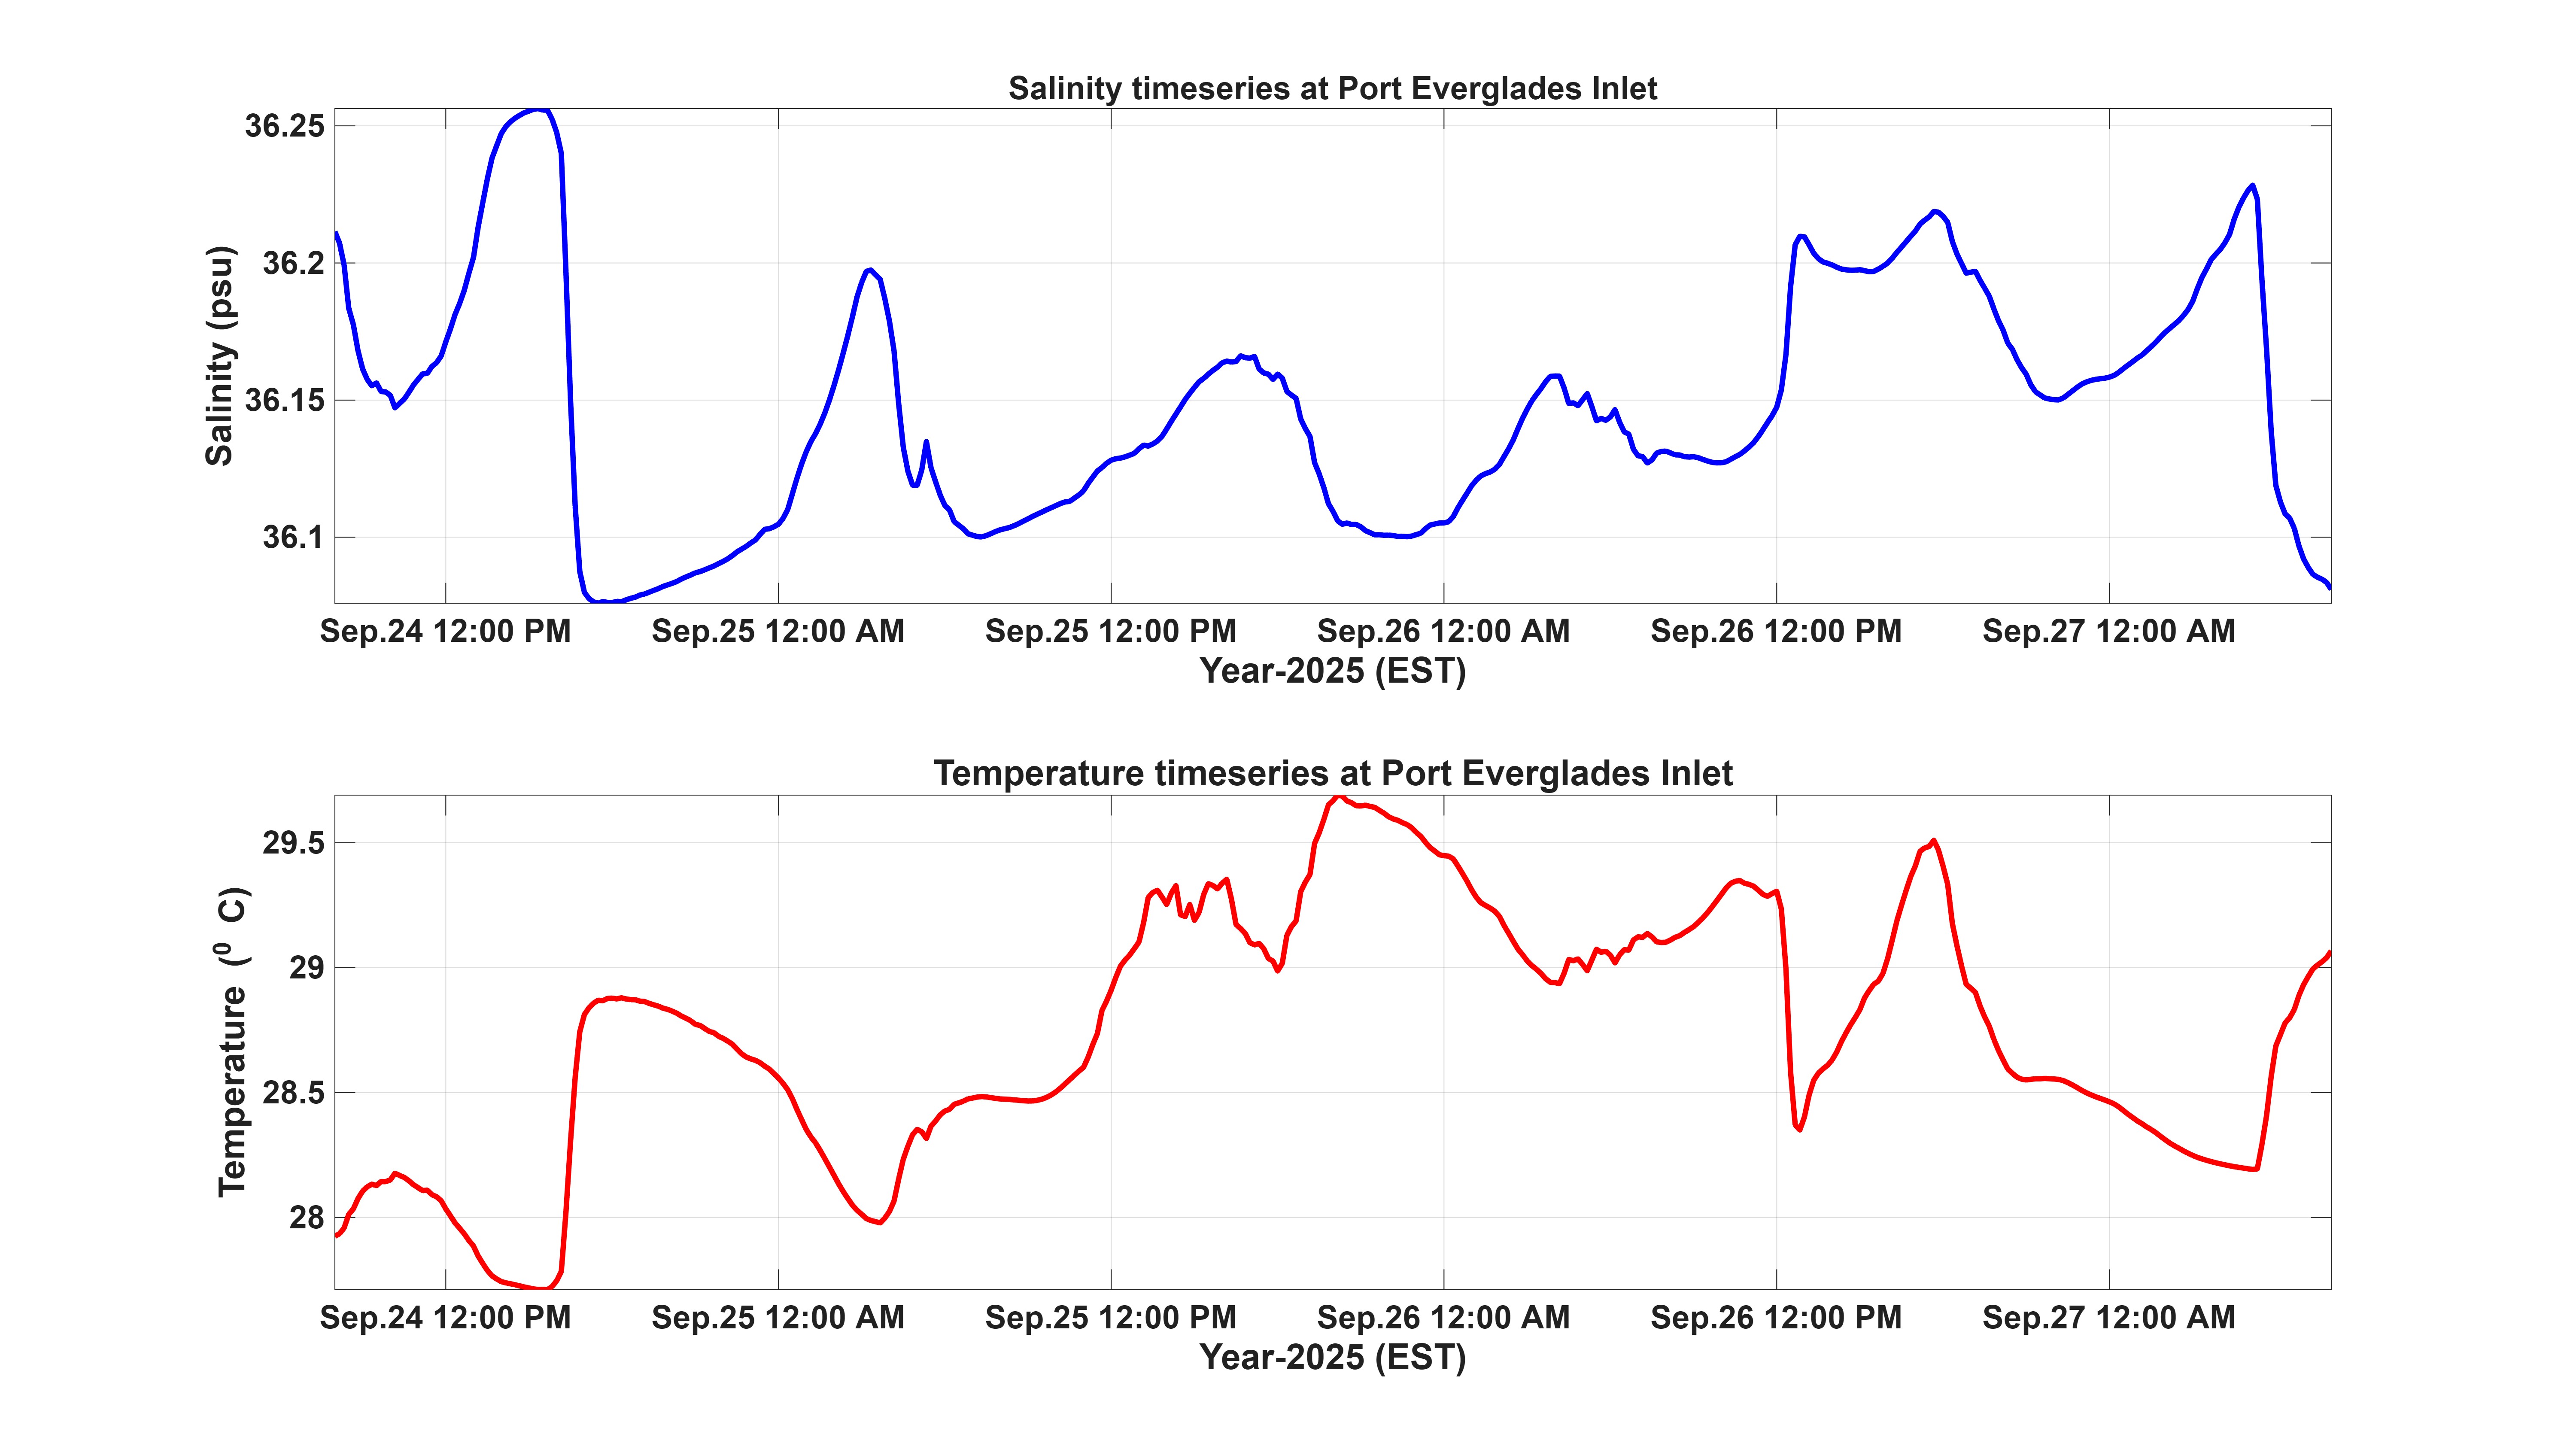 Salinity timeseries at Port Everglades Inlet
Salinity (psu)
36.25
36.2
36.15
36.1
Sep.24 12:00 PM Sep.25 12:00 AM Sep.25 12:00 PM Sep.26 12:00 AM Sep.26 12:00 PM Sep.27 12:00 AM
Year-2025 (EST)
Temperature timeseries at Port Everglades Inlet
Temperature (⁰ C)
29.5
29
28.5
28
Sep.24 12:00 PM Sep.25 12:00 AM Sep.25 12:00 PM Sep.26 12:00 AM Sep.26 12:00 PM Sep.27 12:00 AM
Year-2025 (EST)